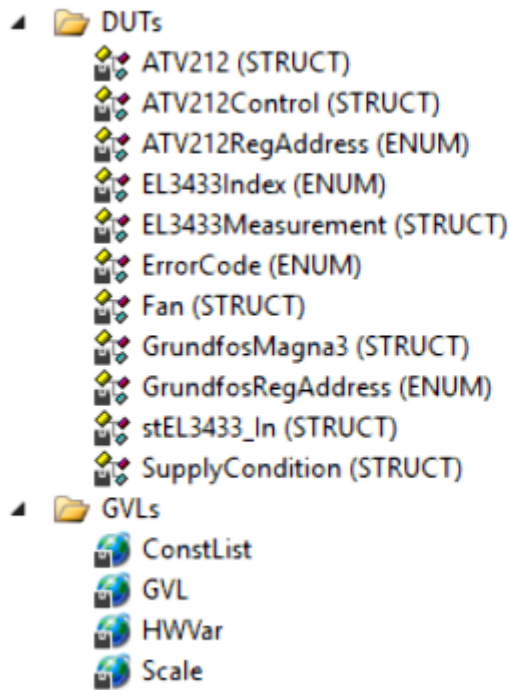 DUTs
ATV212 (STRUCT)
ATV212Control (STRUCT)
ATV212RegAddress (ENUM)
EL3433Index (ENUM)
EL3433Measurement (STRUCT)
ErrorCode (ENUM)
Fan (STRUCT)
GrundfosMagna3 (STRUCT)
GrundfosRegAddress (ENUM)
stEL3433_In (STRUCT)
SupplyCondition (STRUCT)
GVLs
ConstList
GVL
HWVar
Scale